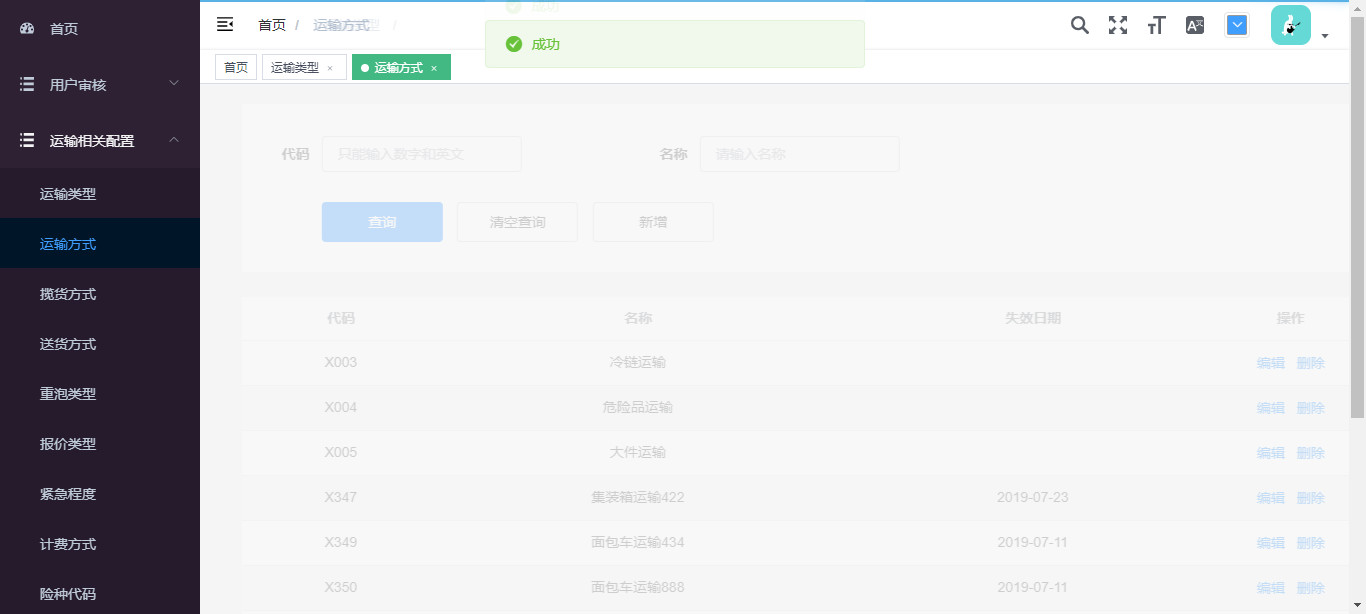 首页
用户审核
运输相关配置
运输类型
运输方式
揽货方式
送货方式
重泡类型
报价类型
紧急程度
计费方式
险种代码
首页 / 运输方式 /
成功
成功
首页 运输类型 × 运输方式 ×
代码 只能输入数字和英文 名称 请输入名称
查询 清空查询 新增
代码 名称 失效日期 操作
X003 冷链运输 编辑 删除
X004 危险品运输 编辑 删除
X005 大件运输 编辑 删除
X347 集装箱运输422 2019-07-23 编辑 删除
X349 面包车运输434 2019-07-11 编辑 删除
X350 面包车运输888 2019-07-11 编辑 删除